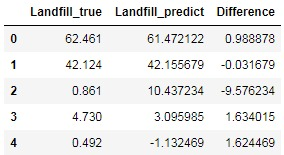 Landfill_true Landfill_predict Difference
0 62.461 61.472122 0.988878
1 42.124 42.155679 -0.031679
2 0.861 10.437234 -9.576234
3 4.730 3.095985 1.634015
4 0.492 -1.132469 1.624469